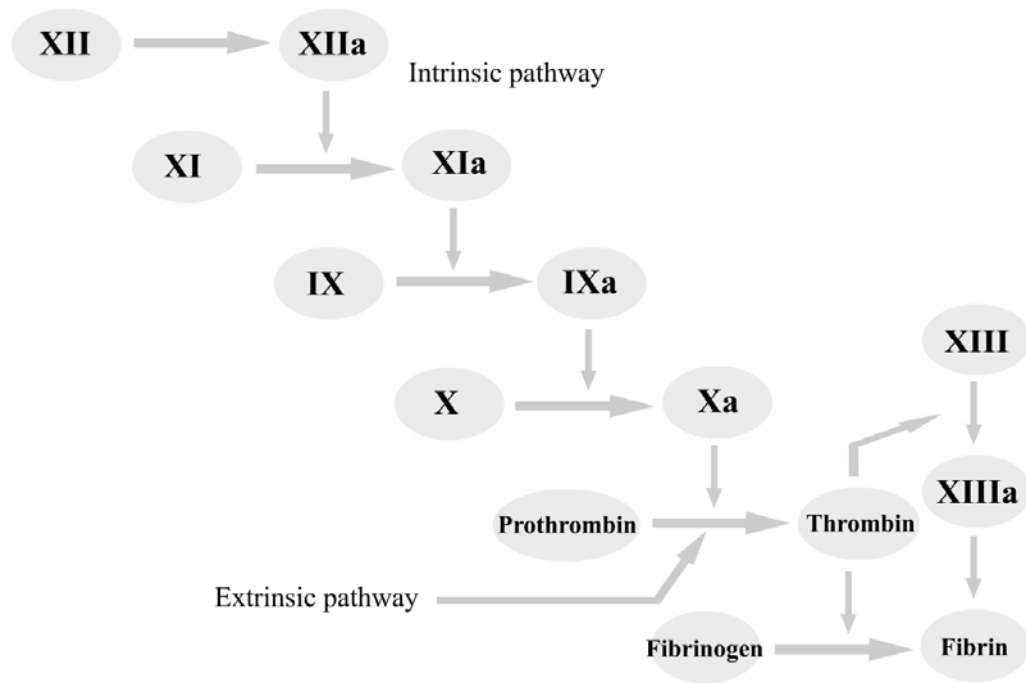 XII
XIIa
Intrinsic pathway
XI
XIa
IX
IXa
XIII
X
Xa
XIIIa
Prothrombin
Thrombin
Extrinsic pathway
Fibrinogen
Fibrin